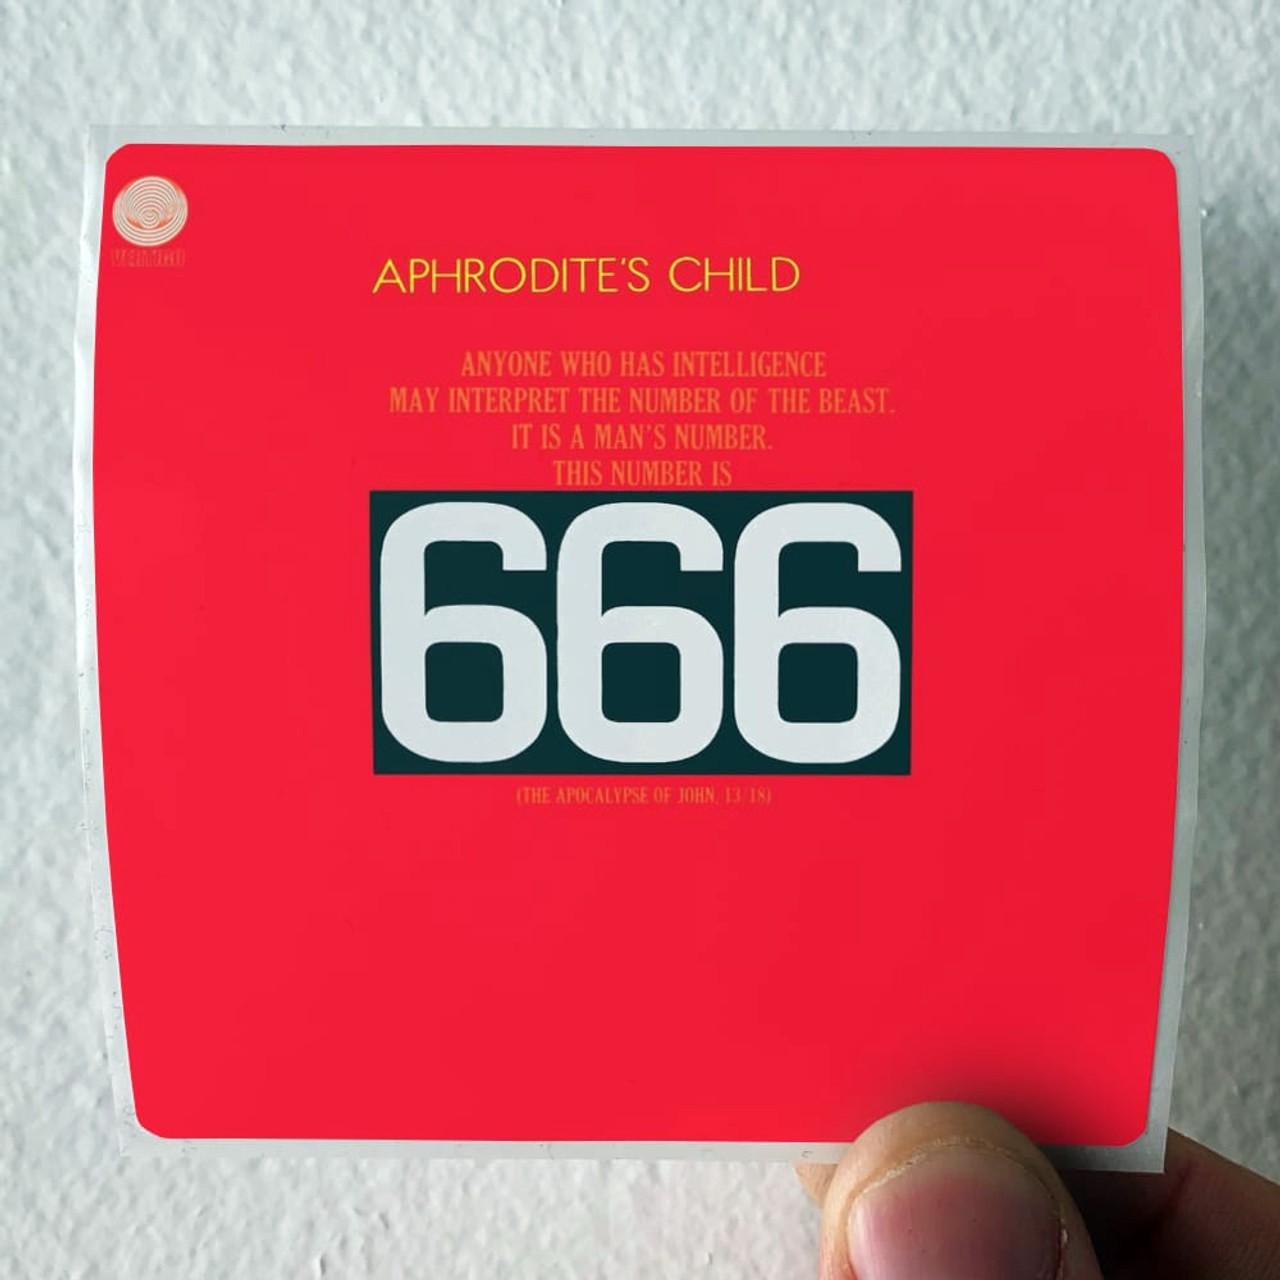 VERTIGO
APHRODITE'S CHILD
ANYONE WHO HAS INTELLIGENCE
MAY INTERPRET THE NUMBER OF THE BEAST.
IT IS A MAN'S NUMBER.
THIS NUMBER IS
666
(THE APOCALYPSE OF JOHN, 13/18)